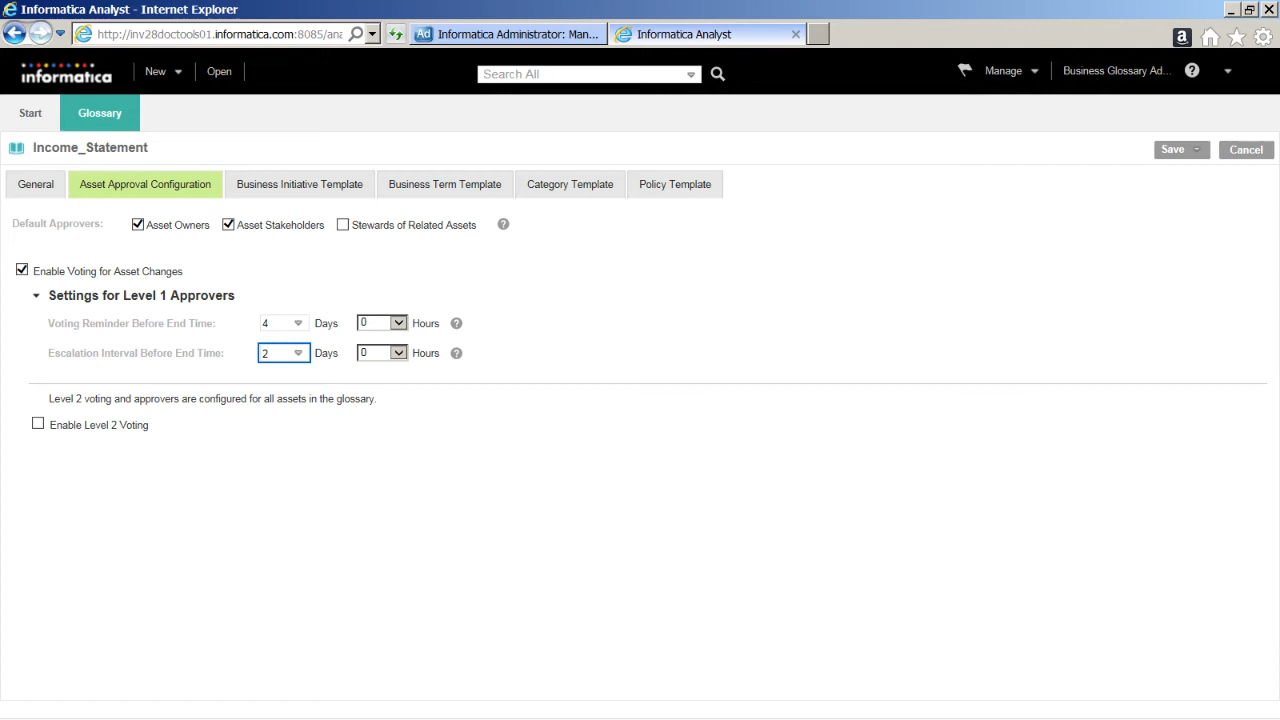 Informatica Analyst - Internet Explorer
http://inv28doctools01.informatica.com:8085/ana
Ad Informatica Administrator: Man...
Informatica Analyst
informatica
New
Open
Search All
Manage
Business Glossary Ad...
Start
Glossary
Income_Statement
Save
Cancel
General
Asset Approval Configuration
Business Initiative Template
Business Term Template
Category Template
Policy Template
Default Approvers: Asset Owners Asset Stakeholders Stewards of Related Assets
Enable Voting for Asset Changes
Settings for Level 1 Approvers
Voting Reminder Before End Time: 4 Days 0 Hours
Escalation Interval Before End Time: 2 Days 0 Hours
Level 2 voting and approvers are configured for all assets in the glossary.
Enable Level 2 Voting